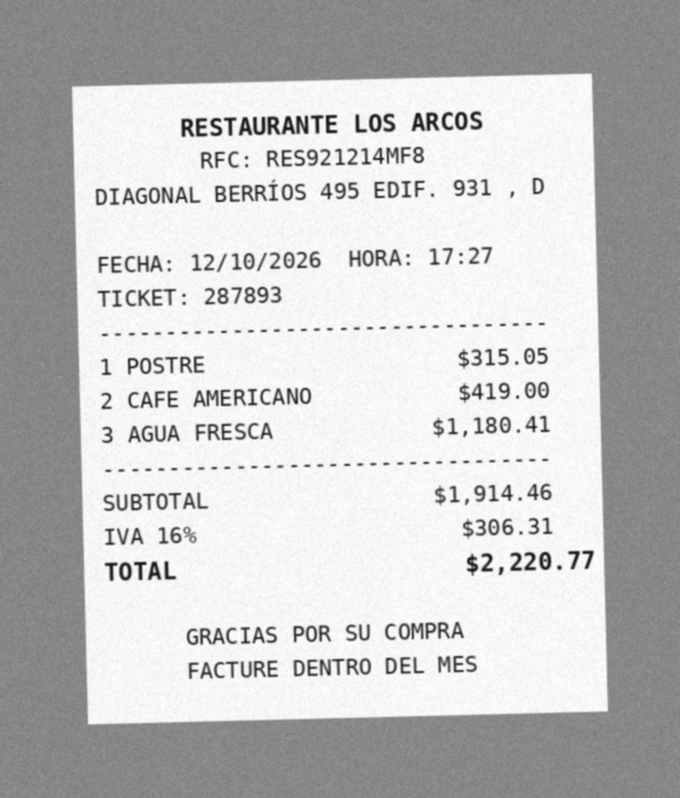 RESTAURANTE LOS ARCOS
RFC: RES921214MF8
DIAGONAL BERRÍOS 495 EDIF. 931 , D
FECHA: 12/10/2026 HORA: 17:27
TICKET: 287893
----------------------------------
1 POSTRE $315.05
2 CAFE AMERICANO $419.00
3 AGUA FRESCA $1,180.41
----------------------------------
SUBTOTAL $1,914.46
IVA 16% $306.31
TOTAL $2,220.77
GRACIAS POR SU COMPRA
FACTURE DENTRO DEL MES